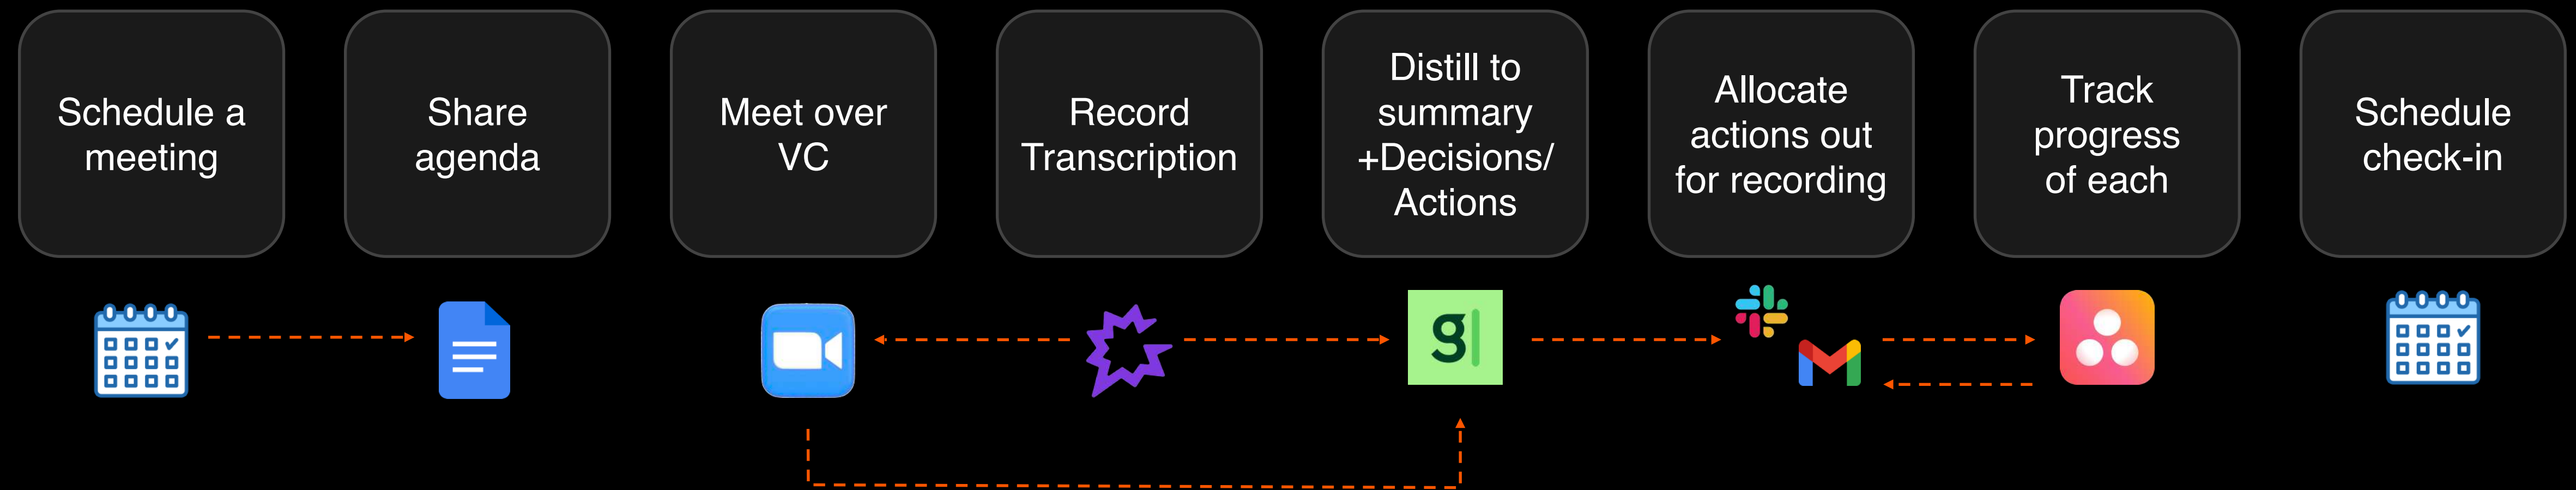 Schedule a
meeting
Share
agenda
Meet over
VC
Record
Transcription
Distill to
summary
+Decisions/
Actions
Allocate
actions out
for recording
Track
progress
of each
Schedule
check-in
g